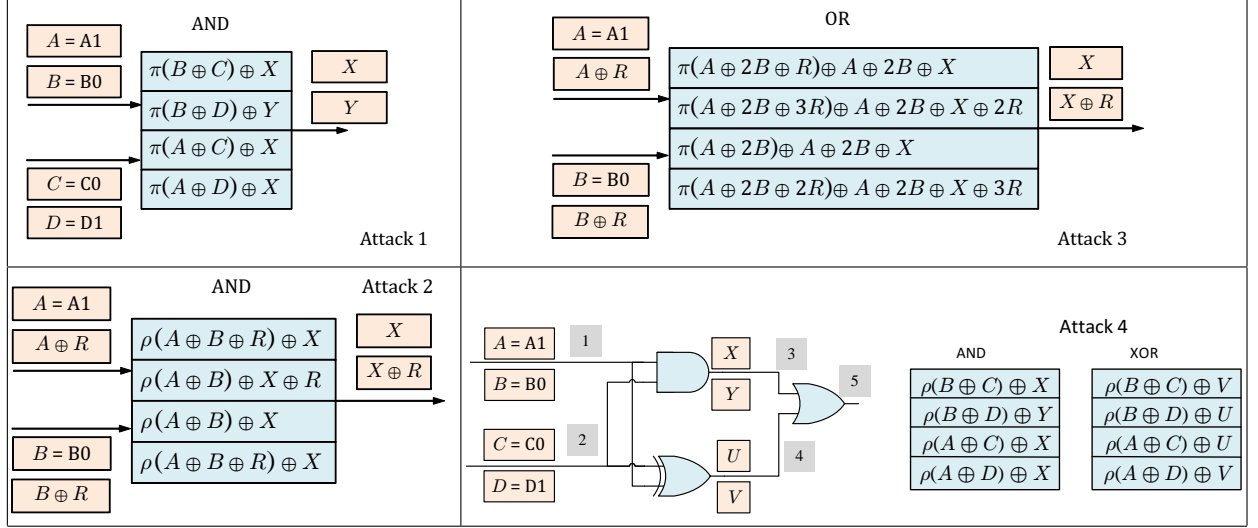 AND
A = A1
B = B0
C = C0
D = D1
π(B ⊕ C) ⊕ X
π(B ⊕ D) ⊕ Y
π(A ⊕ C) ⊕ X
π(A ⊕ D) ⊕ X
X
Y
Attack 1
OR
A = A1
A ⊕ R
B = B0
B ⊕ R
π(A ⊕ 2B ⊕ R)⊕ A ⊕ 2B ⊕ X
π(A ⊕ 2B ⊕ 3R)⊕ A ⊕ 2B ⊕ X ⊕ 2R
π(A ⊕ 2B)⊕ A ⊕ 2B ⊕ X
π(A ⊕ 2B ⊕ 2R)⊕ A ⊕ 2B ⊕ X ⊕ 3R
X
X ⊕ R
Attack 3
AND
Attack 2
A = A1
A ⊕ R
B = B0
B ⊕ R
ρ(A ⊕ B ⊕ R) ⊕ X
ρ(A ⊕ B) ⊕ X ⊕ R
ρ(A ⊕ B) ⊕ X
ρ(A ⊕ B ⊕ R) ⊕ X
X
X ⊕ R
Attack 4
A = A1
B = B0
1
C = C0
D = D1
2
X
Y
3
U
V
4
5
AND
ρ(B ⊕ C) ⊕ X
ρ(B ⊕ D) ⊕ Y
ρ(A ⊕ C) ⊕ X
ρ(A ⊕ D) ⊕ X
XOR
ρ(B ⊕ C) ⊕ V
ρ(B ⊕ D) ⊕ U
ρ(A ⊕ C) ⊕ U
ρ(A ⊕ D) ⊕ V